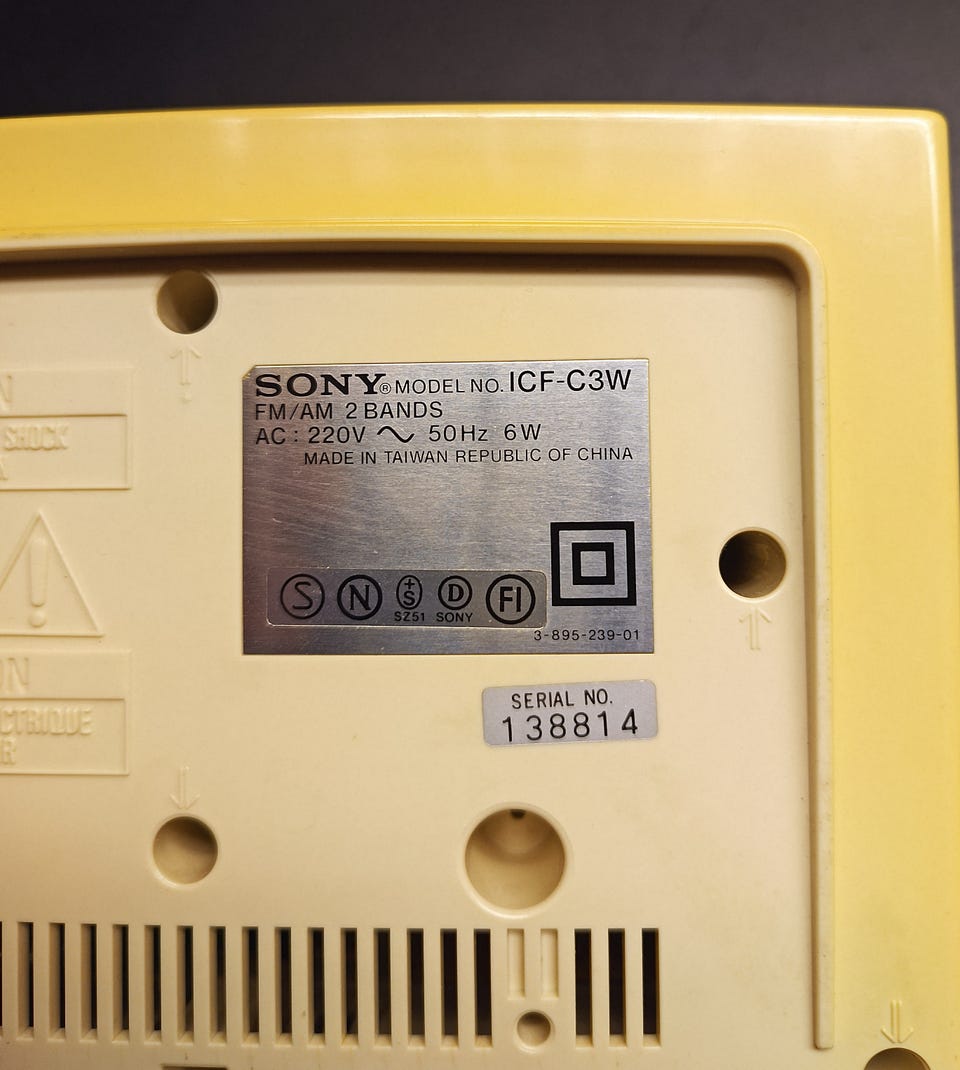 SONY® MODEL NO. ICF-C3W
FM/AM 2 BANDS
AC : 220V ~ 50Hz 6W
MADE IN TAIWAN REPUBLIC OF CHINA
S N +S D FI
SZ51 SONY
3-895-239-01
SERIAL NO.
138814
N
SHOCK
K
!
ON
CTRIQUE
R